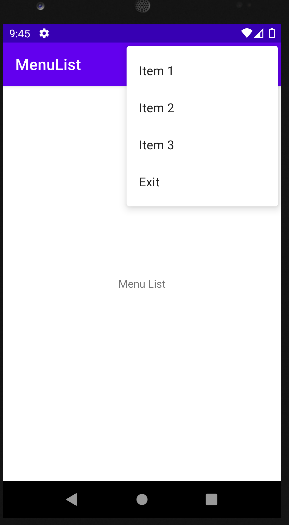 9:45
MenuList
Item 1
Item 2
Item 3
Exit
Menu List